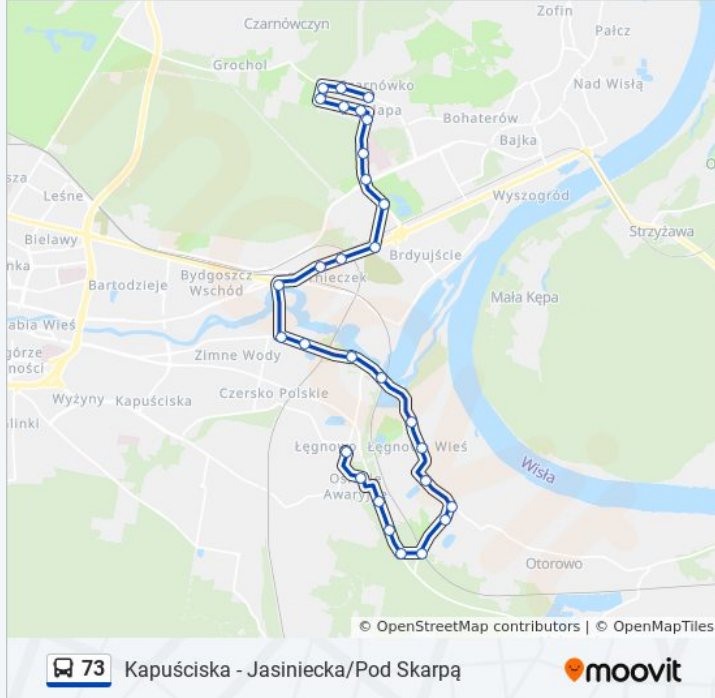 Czarnówczyn
Zofin
Pałcz
Grochol
Nad Wisłą
Bohaterów
Bajka
Leśne
Wyszogród
Strzyżawa
Bielawy
Brdyujście
Bydgoszcz
Wschód
Bartodzieje
Mała Kępa
Zimne Wody
Czersko Polskie
Wyżyny
Kapuściska
Łęgnowo
Łęgnowo Wieś
Wisła
Otorowo
© OpenStreetMap contributors | © OpenMapTiles
73
Kapuściska - Jasiniecka/Pod Skarpą
moovit